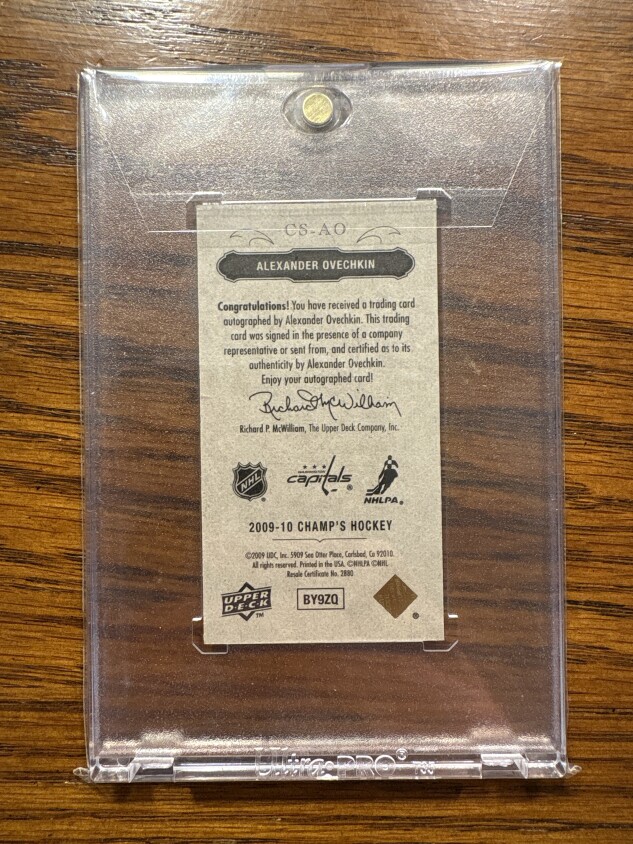 CS-AO
ALEXANDER OVECHKIN
Congratulations! You have received a trading card
autographed by Alexander Ovechkin. This trading
card was signed in the presence of a company
representative or sent from, and certified as to its
authenticity by Alexander Ovechkin.
Enjoy your autographed card!
Richard P. McWilliam
Richard P. McWilliam, The Upper Deck Company, Inc.
NHL
WASHINGTON
capitals®
NHLPA®
2009-10 CHAMP'S HOCKEY
©2009 UDC, Inc. 5909 Sea Otter Place, Carlsbad, Ca 92010.
All rights reserved. Printed in the USA. ©NHLPA ©NHL
Resale Certificate No. 2880.
UPPER
D·E·C·K
TM
BY9ZQ
®
Ultra·PRO®